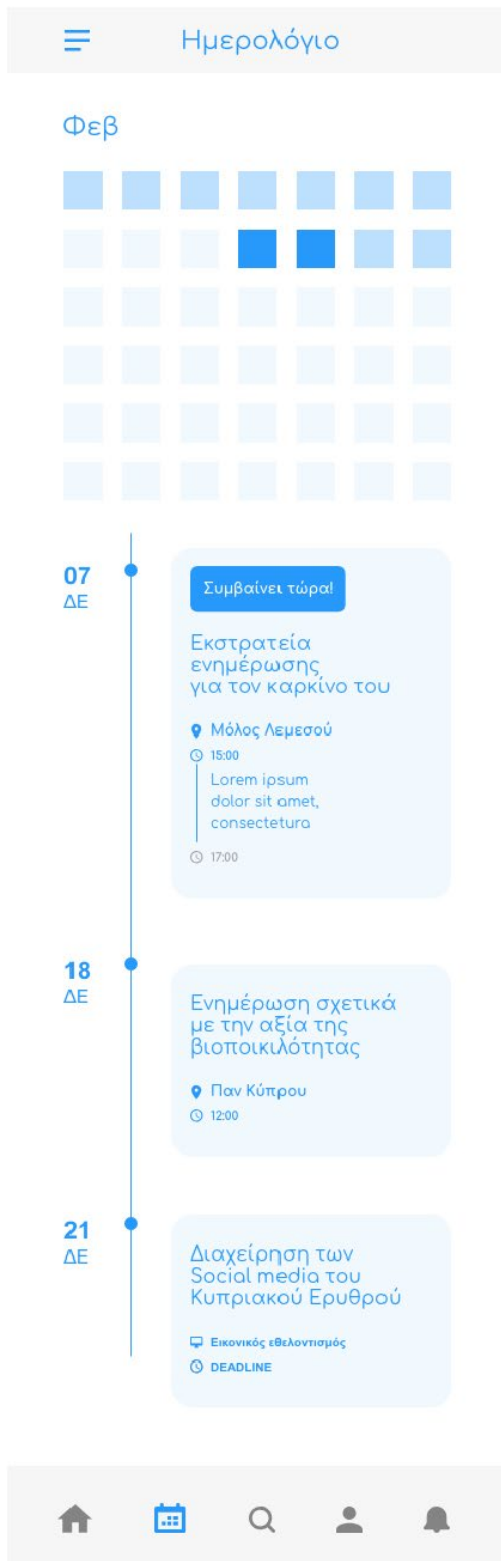 Ημερολόγιο
Φεβ
07
ΔΕ
Συμβαίνει τώρα!
Εκστρατεία
ενημέρωσης
για τον καρκίνο του
Μόλος Λεμεσού
15:00
Lorem ipsum
dolor sit amet,
consectetura
17:00
18
ΔΕ
Ενημέρωση σχετικά
με την αξία της
βιοποικιλότητας
Παν Κύπρου
12:00
21
ΔΕ
Διαχείρηση των
Social media του
Κυπριακού Ερυθρού
Εικονικός εθελοντισμός
DEADLINE